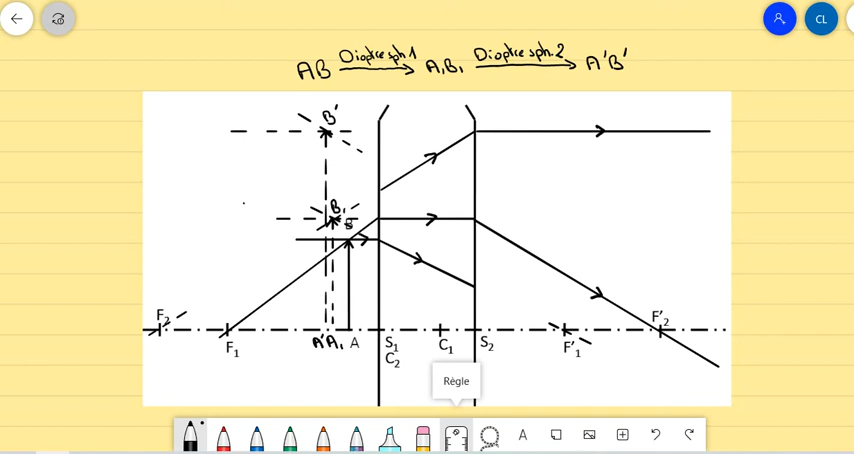 CL
AB Dioptre sph.1 A₁B₁ Dioptre sph.2 A'B'
B'
B₁
B
F₂
F'₂
F₁
A'A₁ A
S₁
C₂
C₁
S₂
F'₁
Règle
A